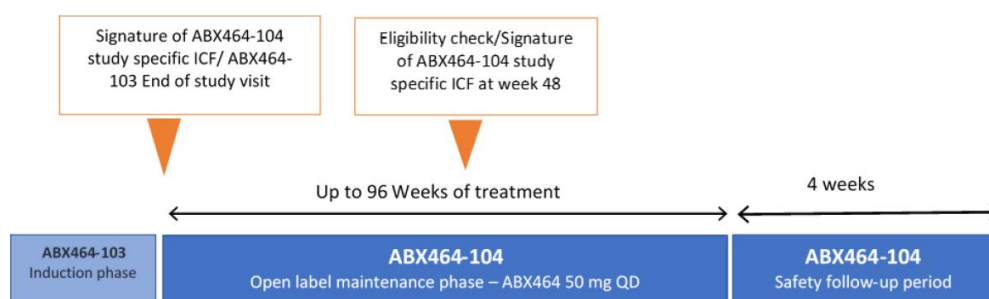 Signature of ABX464-104
study specific ICF/ ABX464-
103 End of study visit
Eligibility check/Signature
of ABX464-104 study
specific ICF at week 48
Up to 96 Weeks of treatment
4 weeks
ABX464-103
Induction phase
ABX464-104
Open label maintenance phase – ABX464 50 mg QD
ABX464-104
Safety follow-up period